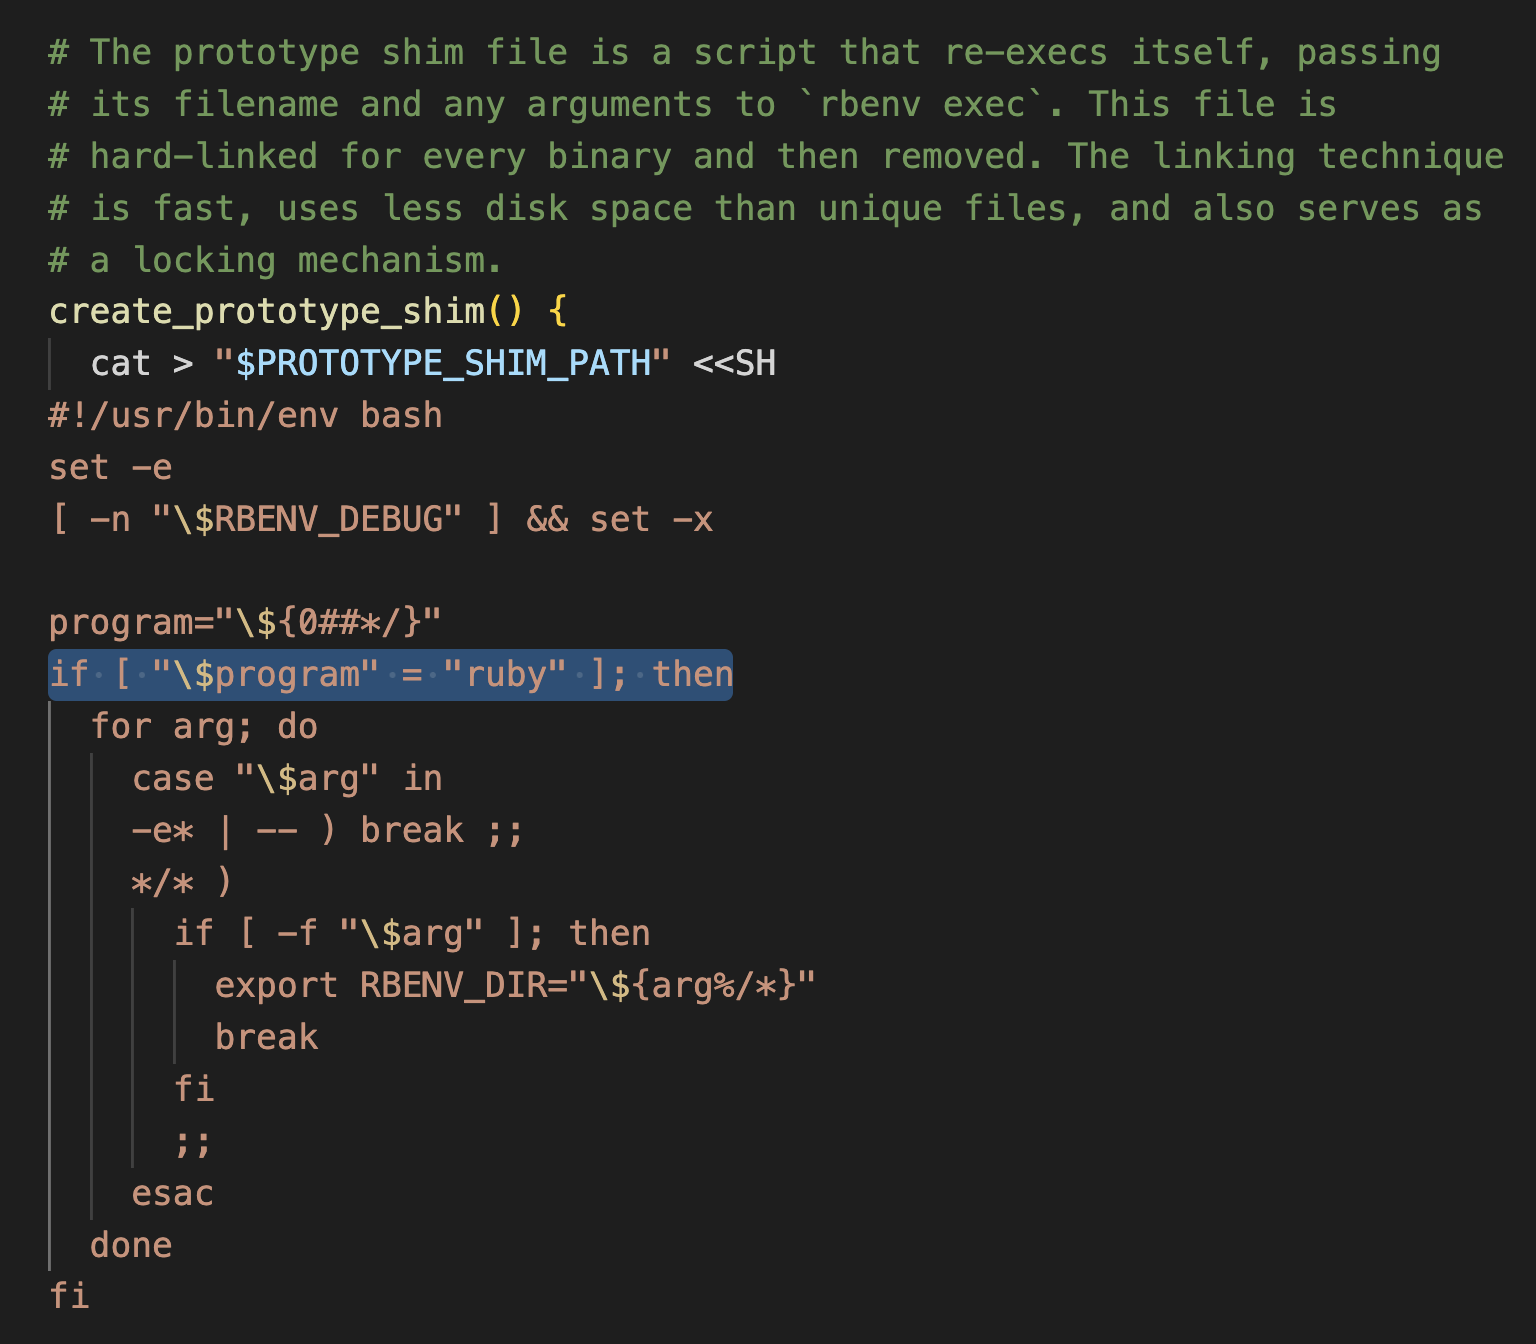 # The prototype shim file is a script that re-execs itself, passing
# its filename and any arguments to `rbenv exec`. This file is
# hard-linked for every binary and then removed. The linking technique
# is fast, uses less disk space than unique files, and also serves as
# a locking mechanism.
create_prototype_shim() {
  cat > "$PROTOTYPE_SHIM_PATH" <<SH
#!/usr/bin/env bash
set -e
[ -n "\$RBENV_DEBUG" ] && set -x

program="\${0##*/}"
if [ "\$program" = "ruby" ]; then
  for arg; do
    case "\$arg" in
    -e* | -- ) break ;;
    */* )
      if [ -f "\$arg" ]; then
        export RBENV_DIR="\${arg%/*}"
        break
      fi
      ;;
    esac
  done
fi